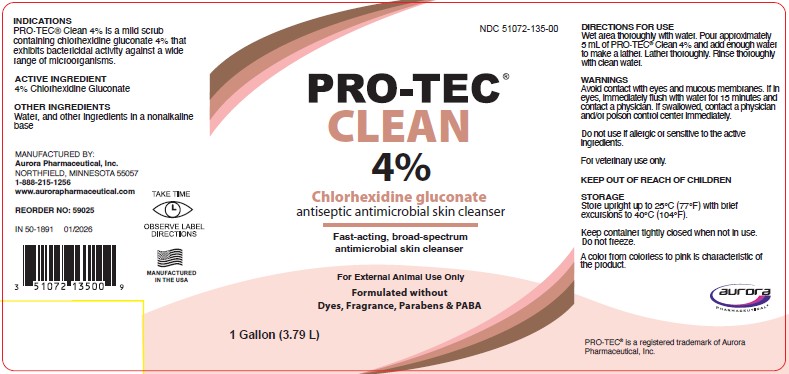 INDICATIONS
PRO-TEC® Clean 4% is a mild scrub
containing chlorhexidine gluconate 4% that
exhibits bactericidal activity against a wide
range of microorganisms.
ACTIVE INGREDIENT
4% Chlorhexidine Gluconate
OTHER INGREDIENTS
Water, and other ingredients in a nonalkaline
base
MANUFACTURED BY:
Aurora Pharmaceutical, Inc.
NORTHFIELD, MINNESOTA 55057
1-888-215-1256
www.aurorapharmaceutical.com
REORDER NO: 59025
IN 50-1891 01/2026
3 51072 13500 9
TAKE TIME
OBSERVE LABEL
DIRECTIONS
MANUFACTURED
IN THE USA
NDC 51072-135-00
PRO-TEC®
CLEAN
4%
Chlorhexidine gluconate
antiseptic antimicrobial skin cleanser
Fast-acting, broad-spectrum
antimicrobial skin cleanser
For External Animal Use Only
Formulated without
Dyes, Fragrance, Parabens & PABA
1 Gallon (3.79 L)
DIRECTIONS FOR USE
Wet area thoroughly with water. Pour approximately
5 mL of PRO-TEC® Clean 4% and add enough water
to make a lather. Lather thoroughly. Rinse thoroughly
with clean water.
WARNINGS
Avoid contact with eyes and mucous membranes. If in
eyes, immediately flush with water for 15 minutes and
contact a physician. If swallowed, contact a physician
and/or poison control center immediately.
Do not use if allergic or sensitive to the active
ingredients.
For veterinary use only.
KEEP OUT OF REACH OF CHILDREN
STORAGE
Store upright up to 25°C (77°F) with brief
excursions to 40°C (104°F).
Keep container tightly closed when not in use.
Do not freeze.
A color from colorless to pink is characteristic of
the product.
aurora
PHARMACEUTICAL
PRO-TEC® is a registered trademark of Aurora
Pharmaceutical, Inc.